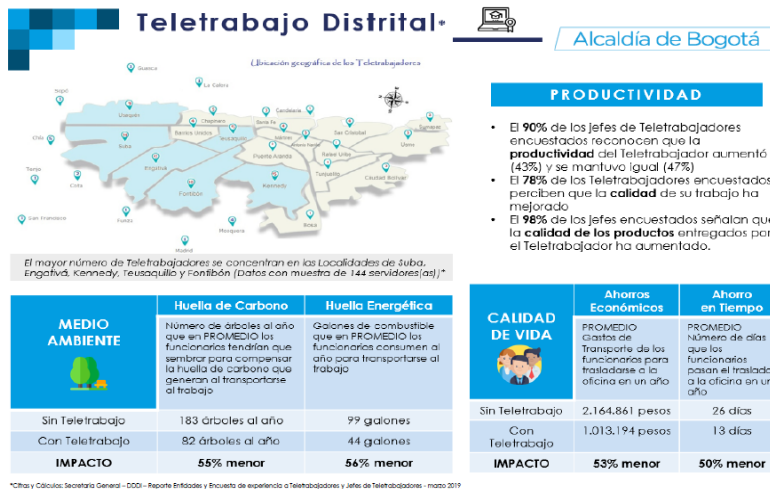 Teletrabajo Distrital*
Alcaldía de Bogotá
Ubicación geográfica de los Teletrabajadores
Guasca
La Calera
Sopó
Chía
Tenjo
Cota
San Francisco
Funza
Madrid
Mosquera
Usaquén
Suba
Engativá
Fontibón
Barrios Unidos
Chapinero
Teusaquillo
Santa Fe
Candelaria
Puente Aranda
Kennedy
Bosa
Tunjuelito
Rafael Uribe
San Cristóbal
Ciudad Bolívar
Usme
Sumapaz
El mayor número de Teletrabajadores se concentran en las Localidades de Suba,
Engativá, Kennedy, Teusaquillo y Fontibón (Datos con muestra de 144 servidores(as))*
PRODUCTIVIDAD
• El 90% de los jefes de Teletrabajadores
encuestados reconocen que la
productividad del Teletrabajador aumentó
(43%) y se mantuvo igual (47%)
• El 78% de los Teletrabajadores encuestados
perciben que la calidad de su trabajo ha
mejorado
• El 98% de los jefes encuestados señalan que
la calidad de los productos entregados por
el Teletrabajador ha aumentado.
MEDIO
AMBIENTE
Huella de Carbono
Número de árboles al año
que en PROMEDIO los
funcionarios tendrían que
sembrar para compensar
la huella de carbono que
generan al transportarse
al trabajo
Huella Energética
Galones de combustible
que en PROMEDIO los
funcionarios consumen al
año para transportarse al
trabajo
Sin Teletrabajo 183 árboles al año 99 galones
Con Teletrabajo 82 árboles al año 44 galones
IMPACTO 55% menor 56% menor
CALIDAD
DE VIDA
Ahorros
Económicos
PROMEDIO
Gastos de
Transporte de los
funcionarios para
trasladarse a la
oficina en un año
Ahorro
en Tiempo
PROMEDIO
Número de días
que los
funcionarios
pasan el traslado
a la oficina en un
año
Sin Teletrabajo 2.164.861 pesos 26 días
Con
Teletrabajo 1.013.194 pesos 13 días
IMPACTO 53% menor 50% menor
*Cifras y Cálculos: Secretaría General – DDDI – Reporte Entidades y Encuesta de experiencia a Teletrabajadores y Jefes de Teletrabajadores - marzo 2019